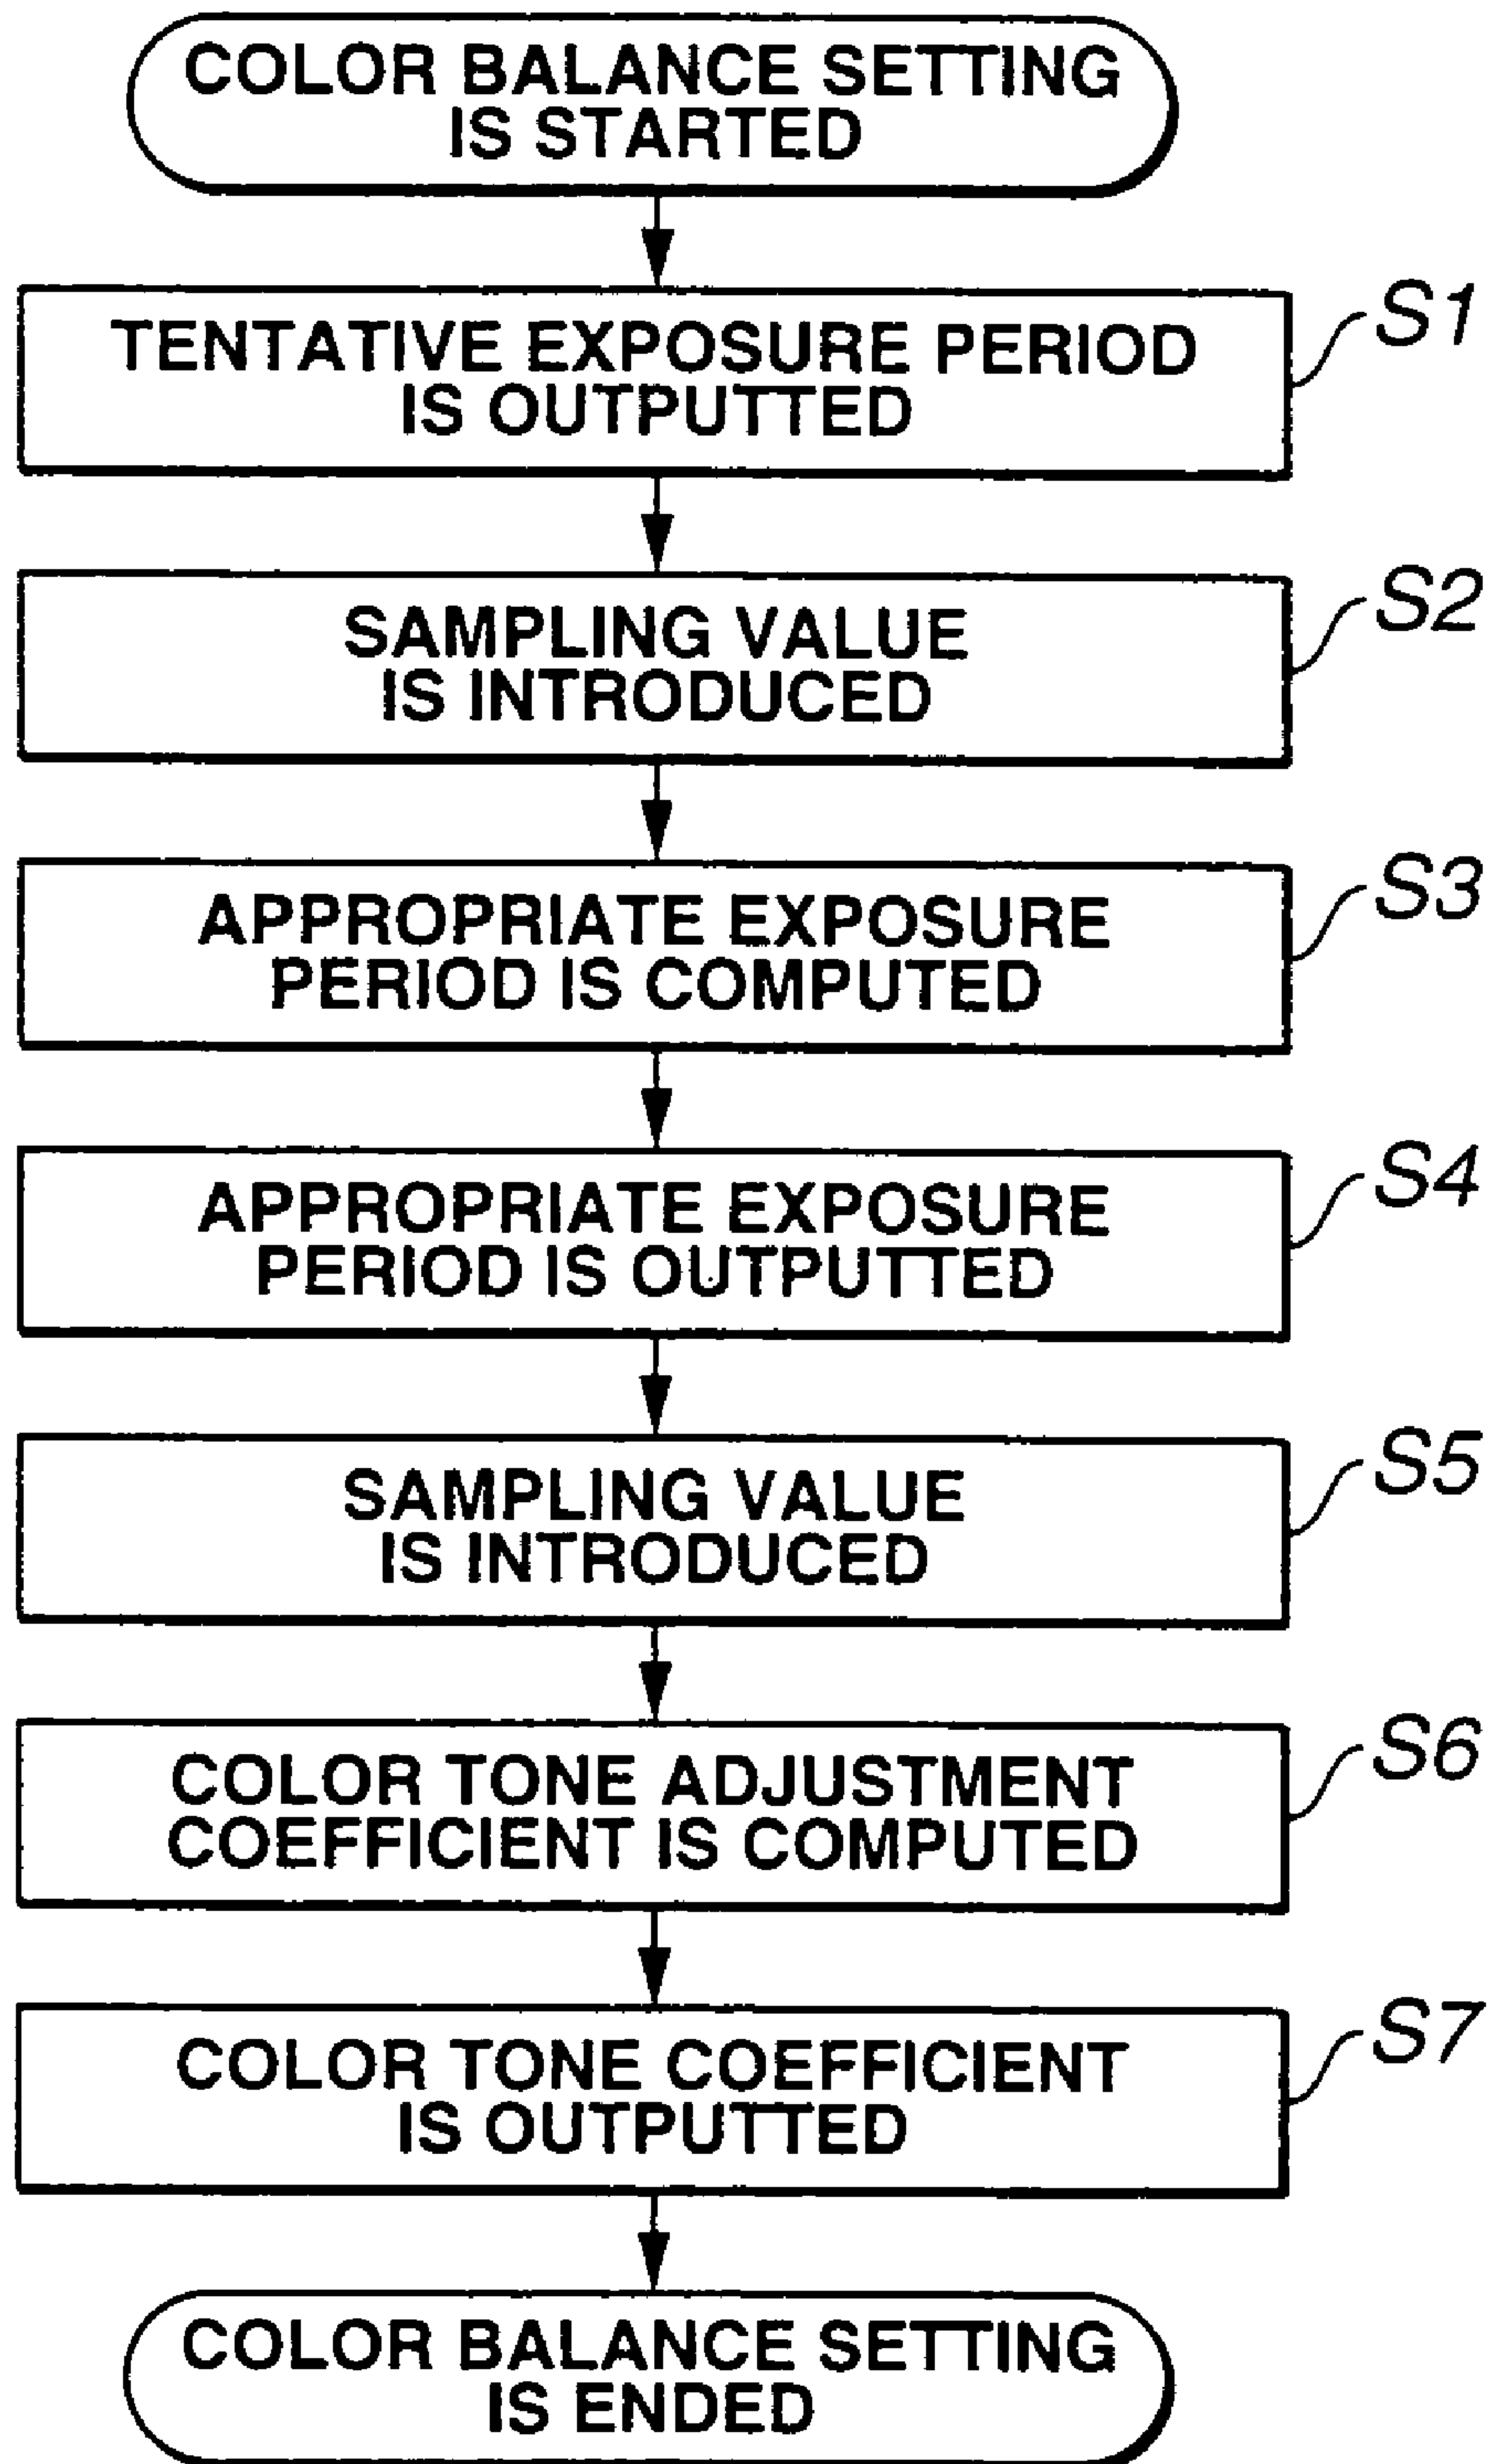 COLOR BALANCE SETTING
IS STARTED
TENTATIVE EXPOSURE PERIOD
IS OUTPUTTED
S1
SAMPLING VALUE
IS INTRODUCED
S2
APPROPRIATE EXPOSURE
PERIOD IS COMPUTED
S3
APPROPRIATE EXPOSURE
PERIOD IS OUTPUTTED
S4
SAMPLING VALUE
IS INTRODUCED
S5
COLOR TONE ADJUSTMENT
COEFFICIENT IS COMPUTED
S6
COLOR TONE COEFFICIENT
IS OUTPUTTED
S7
COLOR BALANCE SETTING
IS ENDED